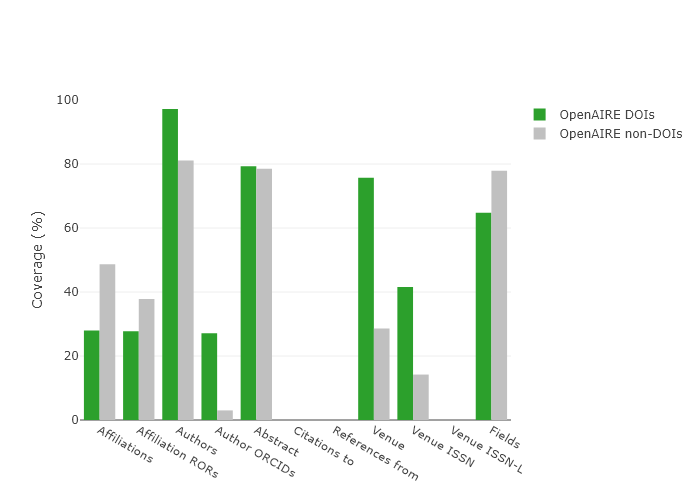 OpenAIRE DOIs
OpenAIRE non-DOIs
Coverage (%)
100
80
60
40
20
0
Affiliations
Affiliation RORs
Authors
Author ORCIDs
Abstract
Citations to
References from
Venue
Venue ISSN
Venue ISSN-L
Fields